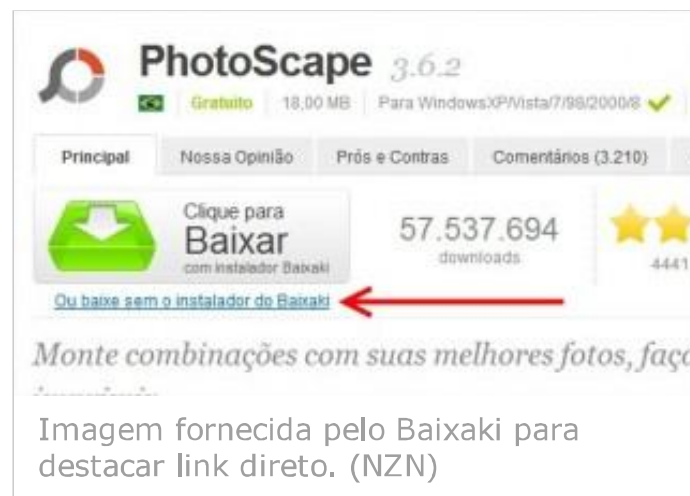 PhotoScape 3.6.2
Gratuito 18,00 MB Para WindowsXP/Vista/7/98/2000/8
Principal Nossa Opinião Prós e Contras Comentários (3.210)
Clique para
Baixar
com instalador Baixaki
57.537.694
downloads
4441
Ou baixe sem o instalador do Baixaki
Monte combinações com suas melhores fotos, faça
Imagem fornecida pelo Baixaki para
destacar link direto. (NZN)